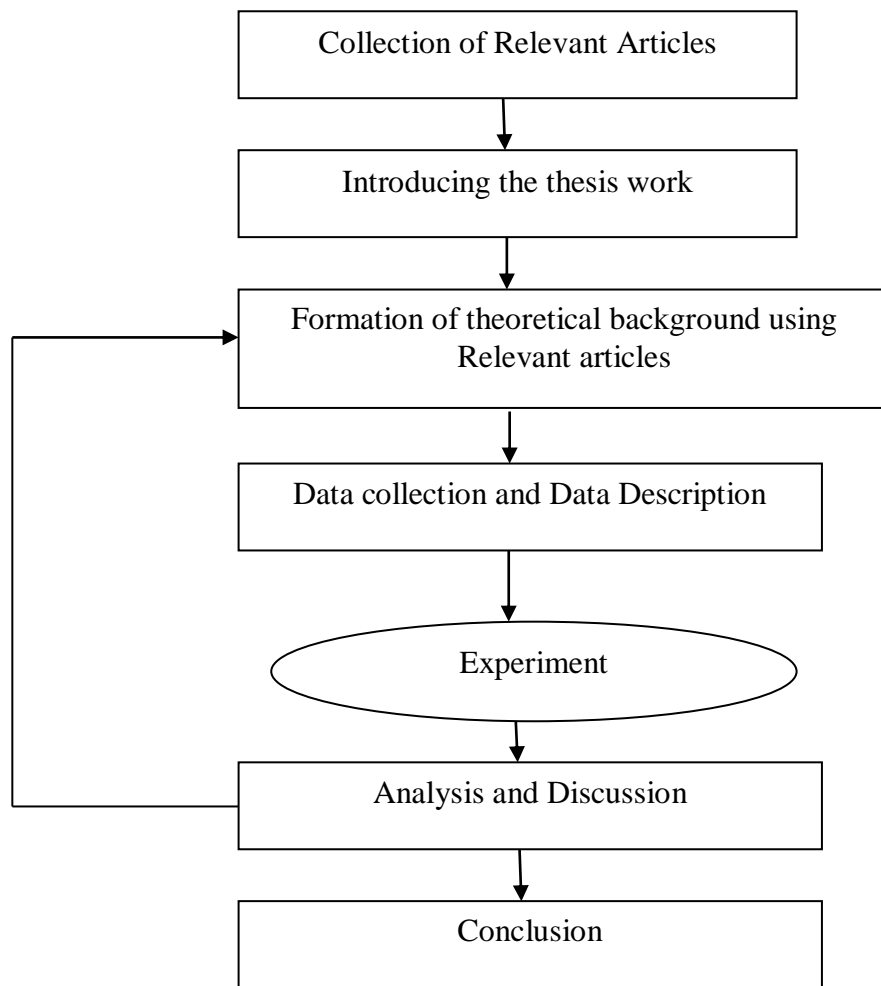 Collection of Relevant Articles
Introducing the thesis work
Formation of theoretical background using
Relevant articles
Data collection and Data Description
Experiment
Analysis and Discussion
Conclusion